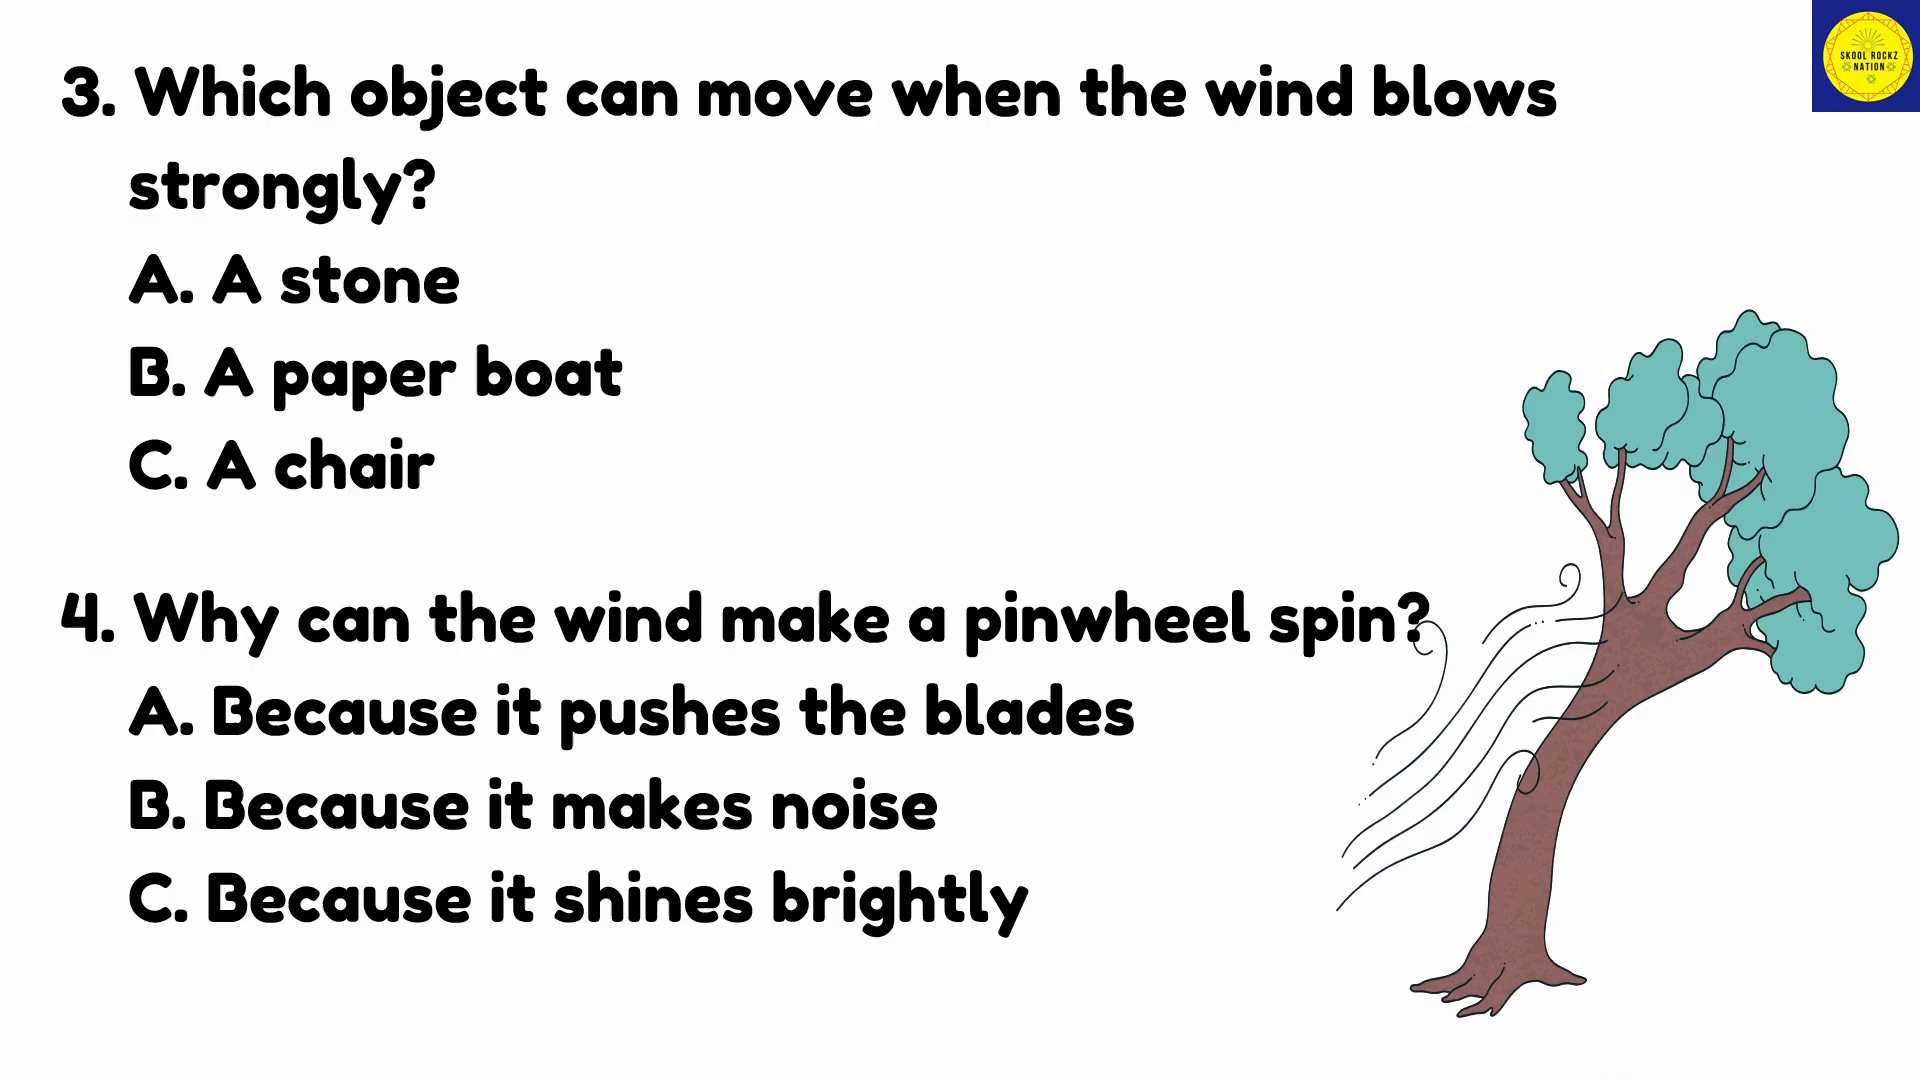 SKOOL ROCKZ
NATION
3. Which object can move when the wind blows
strongly?
A. A stone
B. A paper boat
C. A chair
4. Why can the wind make a pinwheel spin?
A. Because it pushes the blades
B. Because it makes noise
C. Because it shines brightly